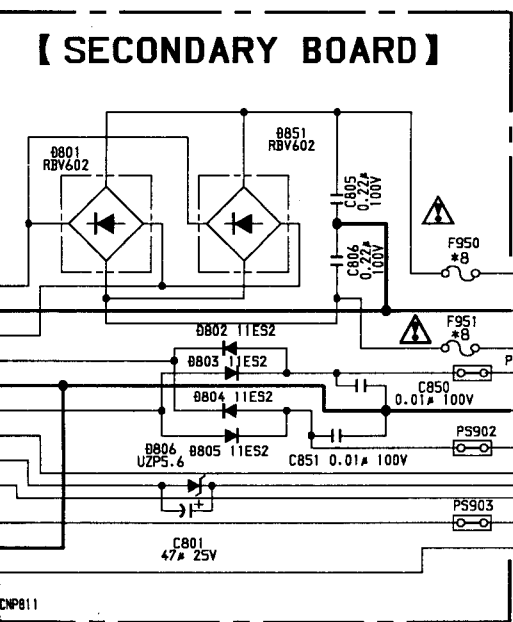 【 SECONDARY BOARD】
D801
RBV602
D851
RBV602
C805
0.22μ
100V
C806
0.22μ
100V
F950
*8
F951
*8
D802 11ES2
D803 11ES2
D804 11ES2
D805 11ES2
D806
UZP5.6
C850
0.01μ 100V
C851 0.01μ 100V
P
PS902
PS903
+
C801
47μ 25V
CNP811